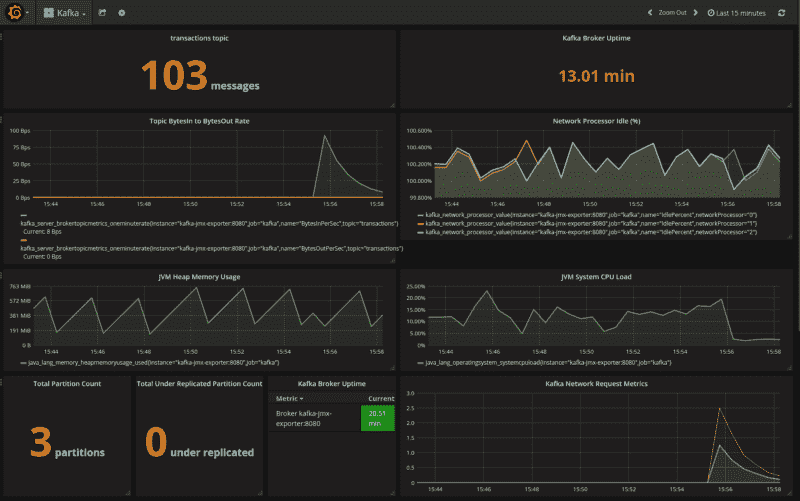 Kafka
Zoom Out
Last 15 minutes
transactions topic
103 messages
Kafka Broker Uptime
13.01 min
Topic BytesIn to BytesOut Rate
100 Bps
75 Bps
50 Bps
25 Bps
0 Bps
15:44 15:46 15:48 15:50 15:52 15:54 15:56 15:58
kafka_server_brokertopicmetrics_oneminuterate{instance="kafka-jmx-exporter:8080",job="kafka",name="BytesInPerSec",topic="transactions"}
Current: 8 Bps
kafka_server_brokertopicmetrics_oneminuterate{instance="kafka-jmx-exporter:8080",job="kafka",name="BytesOutPerSec",topic="transactions"}
Current: 0 Bps
Network Processor Idle (%)
100.600%
100.400%
100.200%
100.000%
99.800%
15:44 15:46 15:48 15:50 15:52 15:54 15:56 15:58
kafka_network_processor_value{instance="kafka-jmx-exporter:8080",job="kafka",name="IdlePercent",networkProcessor="0"}
kafka_network_processor_value{instance="kafka-jmx-exporter:8080",job="kafka",name="IdlePercent",networkProcessor="1"}
kafka_network_processor_value{instance="kafka-jmx-exporter:8080",job="kafka",name="IdlePercent",networkProcessor="2"}
JVM Heap Memory Usage
763 MiB
572 MiB
381 MiB
191 MiB
0 B
15:44 15:46 15:48 15:50 15:52 15:54 15:56 15:58
java_lang_memory_heapmemoryusage_used{instance="kafka-jmx-exporter:8080",job="kafka"}
JVM System CPU Load
25.00%
20.00%
15.00%
10.00%
5.00%
0%
15:44 15:46 15:48 15:50 15:52 15:54 15:56 15:58
java_lang_operatingsystem_systemcpuload{instance="kafka-jmx-exporter:8080",job="kafka"}
Total Partition Count
3 partitions
Total Under Replicated Partition Count
0 under replicated
Kafka Broker Uptime
Metric Current
Broker kafka-jmx-exporter:8080
20.51 min
Kafka Network Request Metrics
3.0
2.5
2.0
1.5
1.0
0.5
0
15:44 15:46 15:48 15:50 15:52 15:54 15:56 15:58